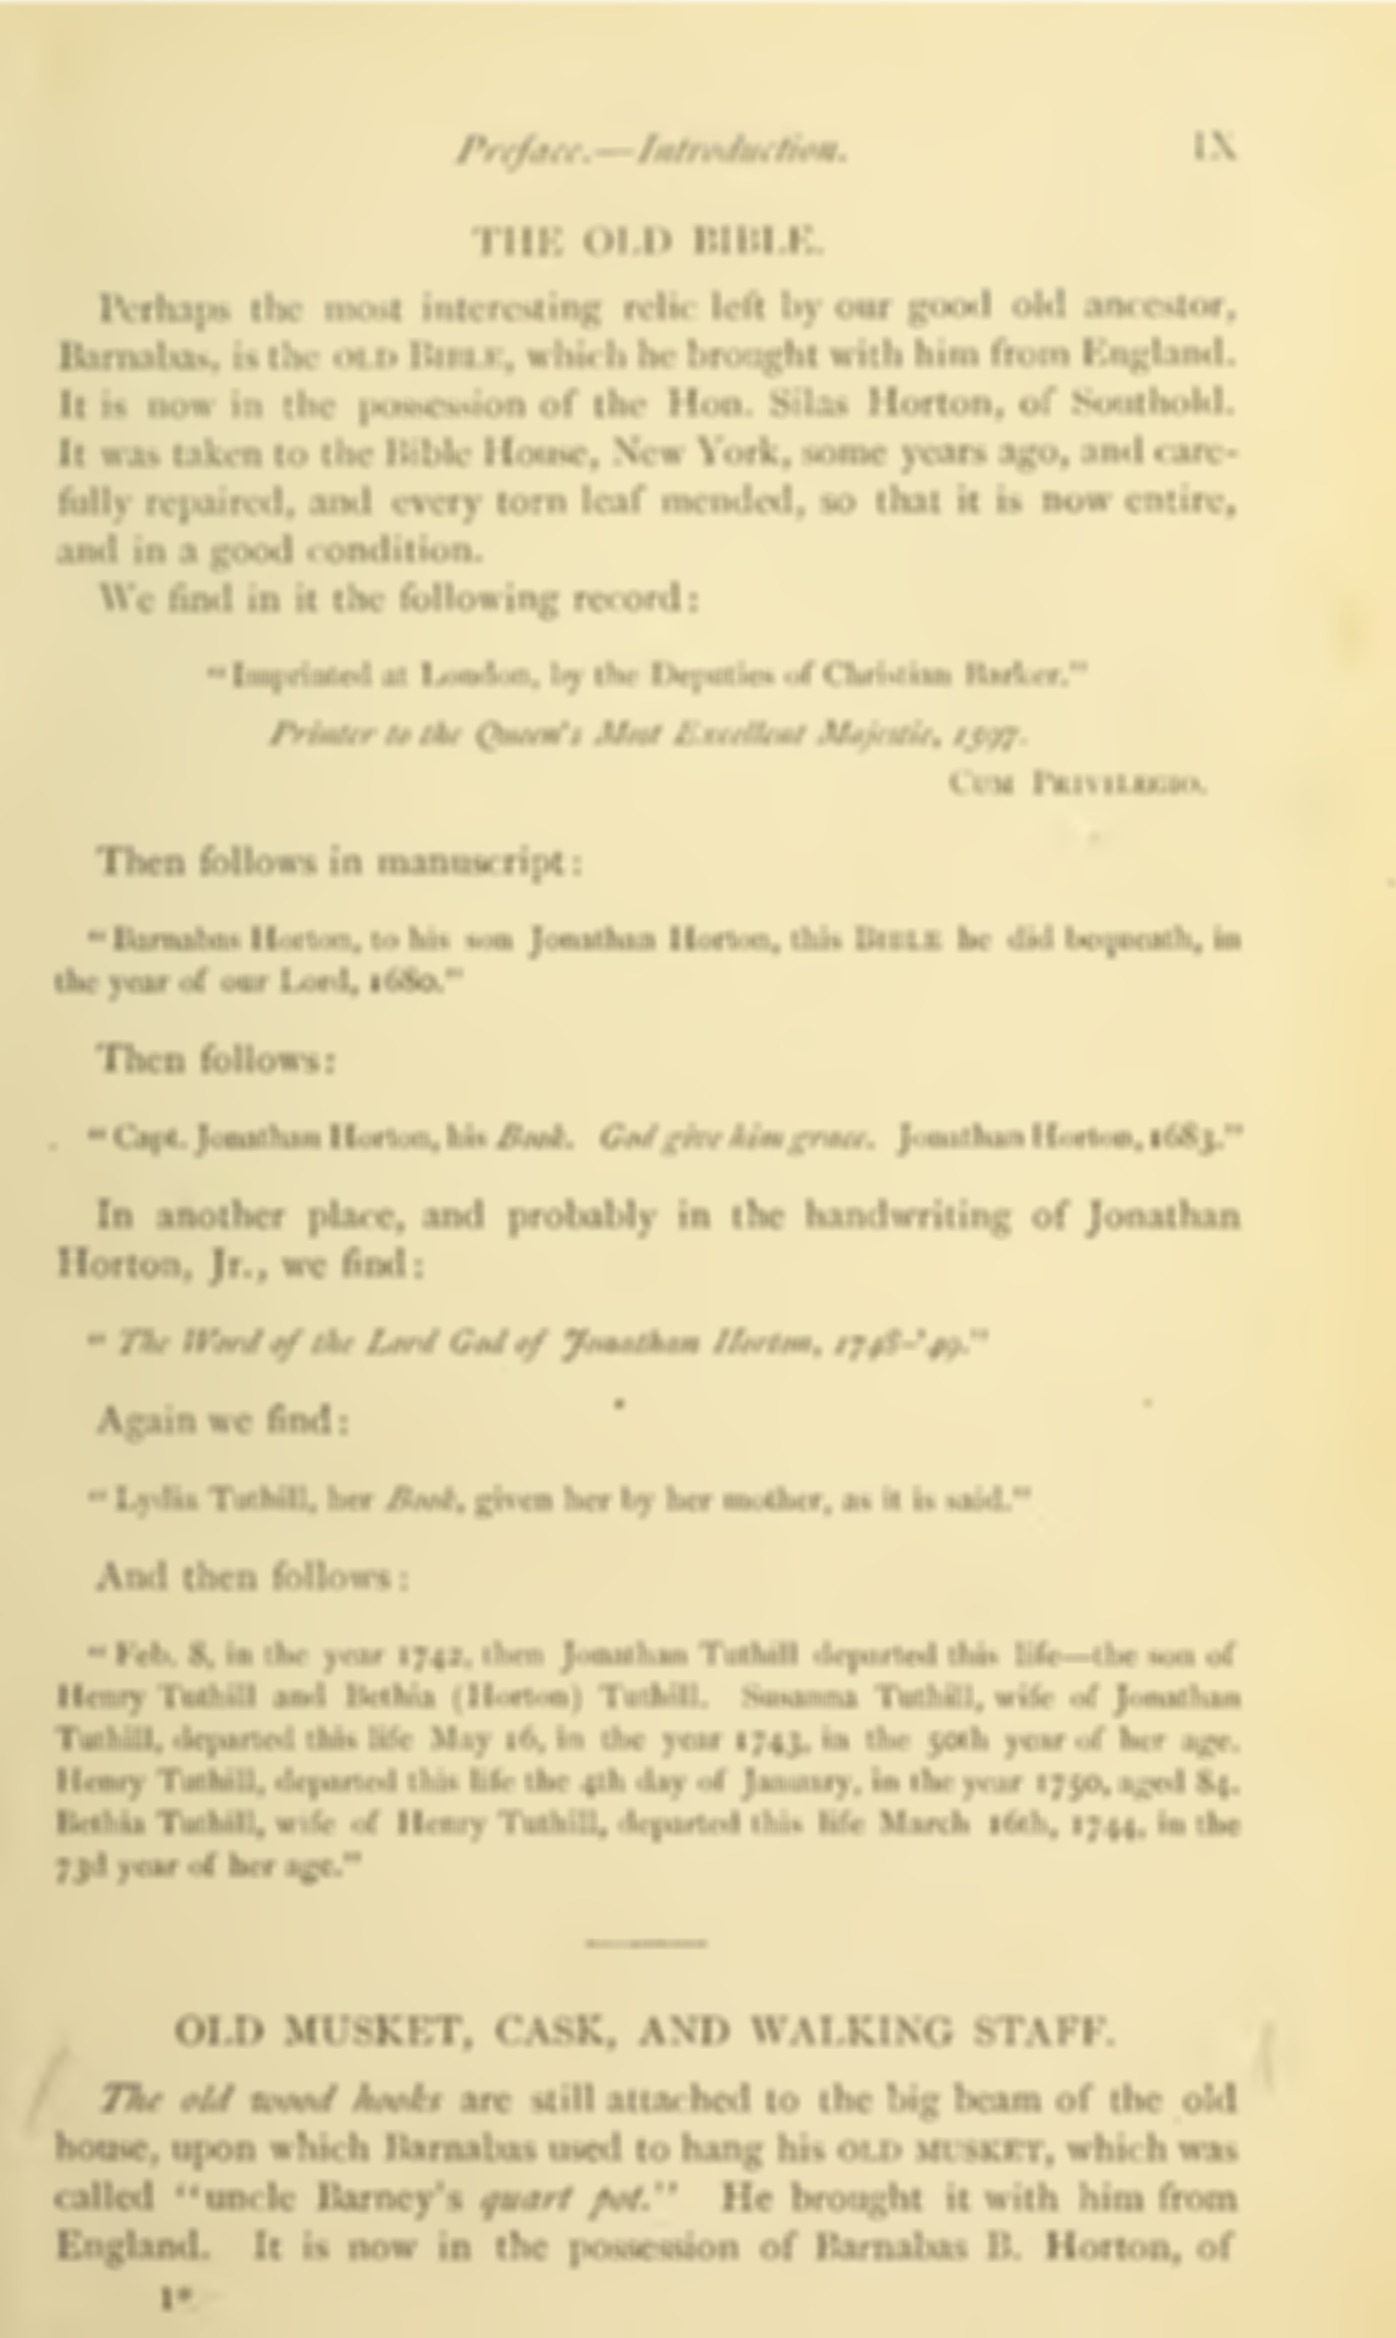 Preface.—Introduction. IX
THE OLD BIBLE.
Perhaps the most interesting relic left by our good old ancestor,
Barnabas, is the OLD BIBLE, which he brought with him from England.
It is now in the possession of the Hon. Silas Horton, of Southold.
It was taken to the Bible House, New York, some years ago, and care-
fully repaired, and every torn leaf mended, so that it is now entire,
and in a good condition.
We find in it the following record:
"Imprinted at London, by the Deputies of Christian Barker."
Printer to the Queen's Most Excellent Majestie, 1597.
CUM PRIVILEGIO.
Then follows in manuscript:
"Barnabas Horton, to his son Jonathan Horton, this BIBLE he did bequeath, in
the year of our Lord, 1680."
Then follows:
"Capt. Jonathan Horton, his Book. God give him grace. Jonathan Horton, 1683."
In another place, and probably in the handwriting of Jonathan
Horton, Jr., we find:
"The Word of the Lord God of Jonathan Horton, 1748–'49."
Again we find:
"Lydia Tuthill, her Book, given her by her mother, as it is said."
And then follows:
"Feb. 8, in the year 1742, then Jonathan Tuthill departed this life—the son of
Henry Tuthill and Bethia (Horton) Tuthill. Susanna Tuthill, wife of Jonathan
Tuthill, departed this life May 16, in the year 1743, in the 50th year of her age.
Henry Tuthill, departed this life the 4th day of January, in the year 1750, aged 84.
Bethia Tuthill, wife of Henry Tuthill, departed this life March 16th, 1744, in the
73d year of her age."
OLD MUSKET, CASK, AND WALKING STAFF.
The old wood hooks are still attached to the big beam of the old
house, upon which Barnabas used to hang his OLD MUSKET, which was
called "uncle Barney's quart pot." He brought it with him from
England. It is now in the possession of Barnabas B. Horton, of
1*